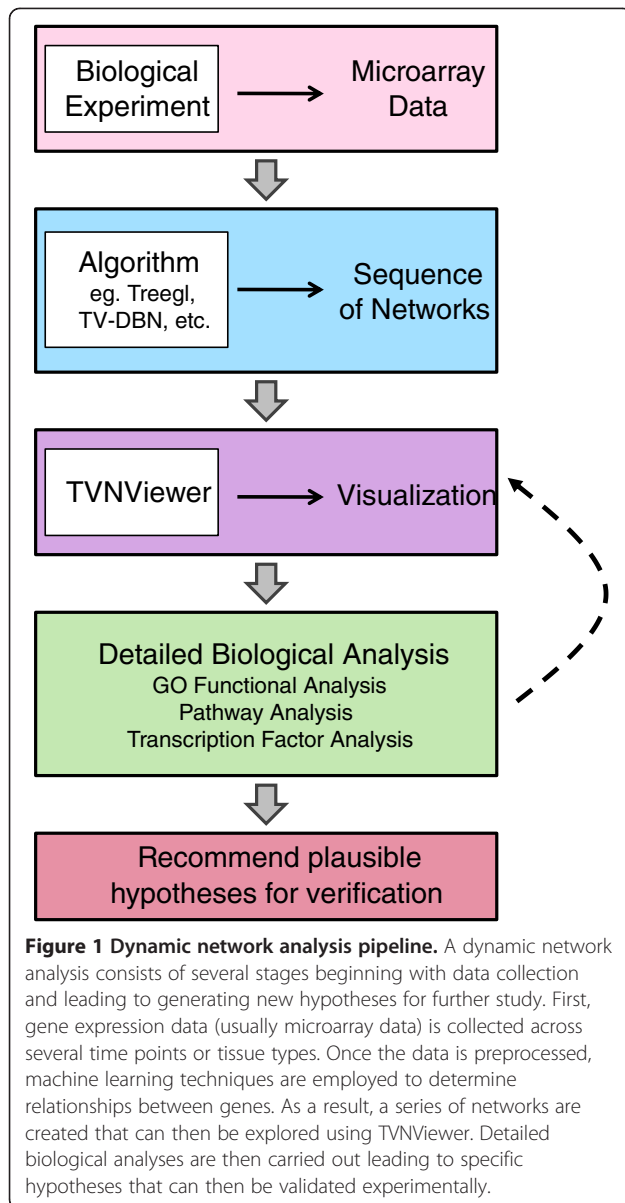 Biological
Experiment
Microarray
Data
Algorithm
eg. Treegl,
TV-DBN, etc.
Sequence
of Networks
TVNViewer
Visualization
Detailed Biological Analysis
GO Functional Analysis
Pathway Analysis
Transcription Factor Analysis
Recommend plausible
hypotheses for verification
Figure 1 Dynamic network analysis pipeline. A dynamic network
analysis consists of several stages beginning with data collection
and leading to generating new hypotheses for further study. First,
gene expression data (usually microarray data) is collected across
several time points or tissue types. Once the data is preprocessed,
machine learning techniques are employed to determine
relationships between genes. As a result, a series of networks are
created that can then be explored using TVNViewer. Detailed
biological analyses are then carried out leading to specific
hypotheses that can then be validated experimentally.